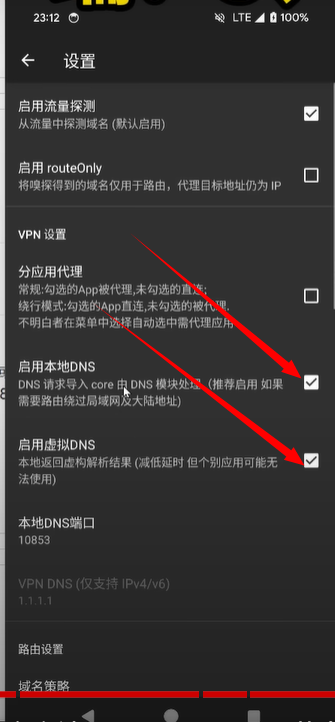 23:12
LTE
100%
设置
启用流量探测
从流量中探测域名 (默认启用)
启用 routeOnly
将嗅探得到的域名仅用于路由，代理目标地址仍为 IP
VPN 设置
分应用代理
常规:勾选的App被代理,未勾选的直连;
绕行模式:勾选的App直连,未勾选的被代理.
不明白者在菜单中选择自动选中需代理应用
启用本地DNS
DNS 请求导入 core 由 DNS 模块处理（推荐启用 如果
需要路由绕过局域网及大陆地址)
启用虚拟DNS
本地返回虚构解析结果 (减低延时 但个别应用可能无
法使用)
本地DNS端口
10853
VPN DNS (仅支持 IPv4/v6)
1.1.1.1
路由设置
域名策略